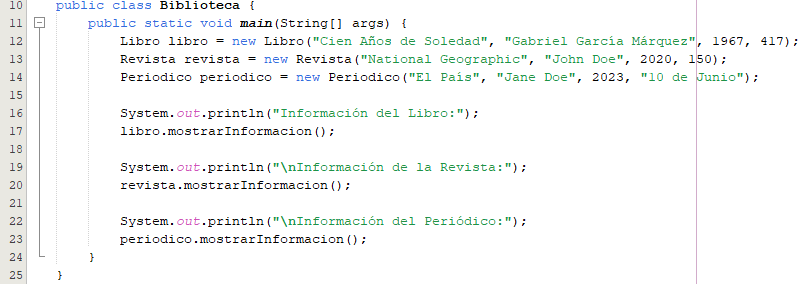 10 public class Biblioteca {
11 public static void main(String[] args) {
12 Libro libro = new Libro("Cien Años de Soledad", "Gabriel García Márquez", 1967, 417);
13 Revista revista = new Revista("National Geographic", "John Doe", 2020, 150);
14 Periodico periodico = new Periodico("El País", "Jane Doe", 2023, "10 de Junio");
15
16 System.out.println("Información del Libro:");
17 libro.mostrarInformacion();
18
19 System.out.println("\nInformación de la Revista:");
20 revista.mostrarInformacion();
21
22 System.out.println("\nInformación del Periódico:");
23 periodico.mostrarInformacion();
24 }
25 }